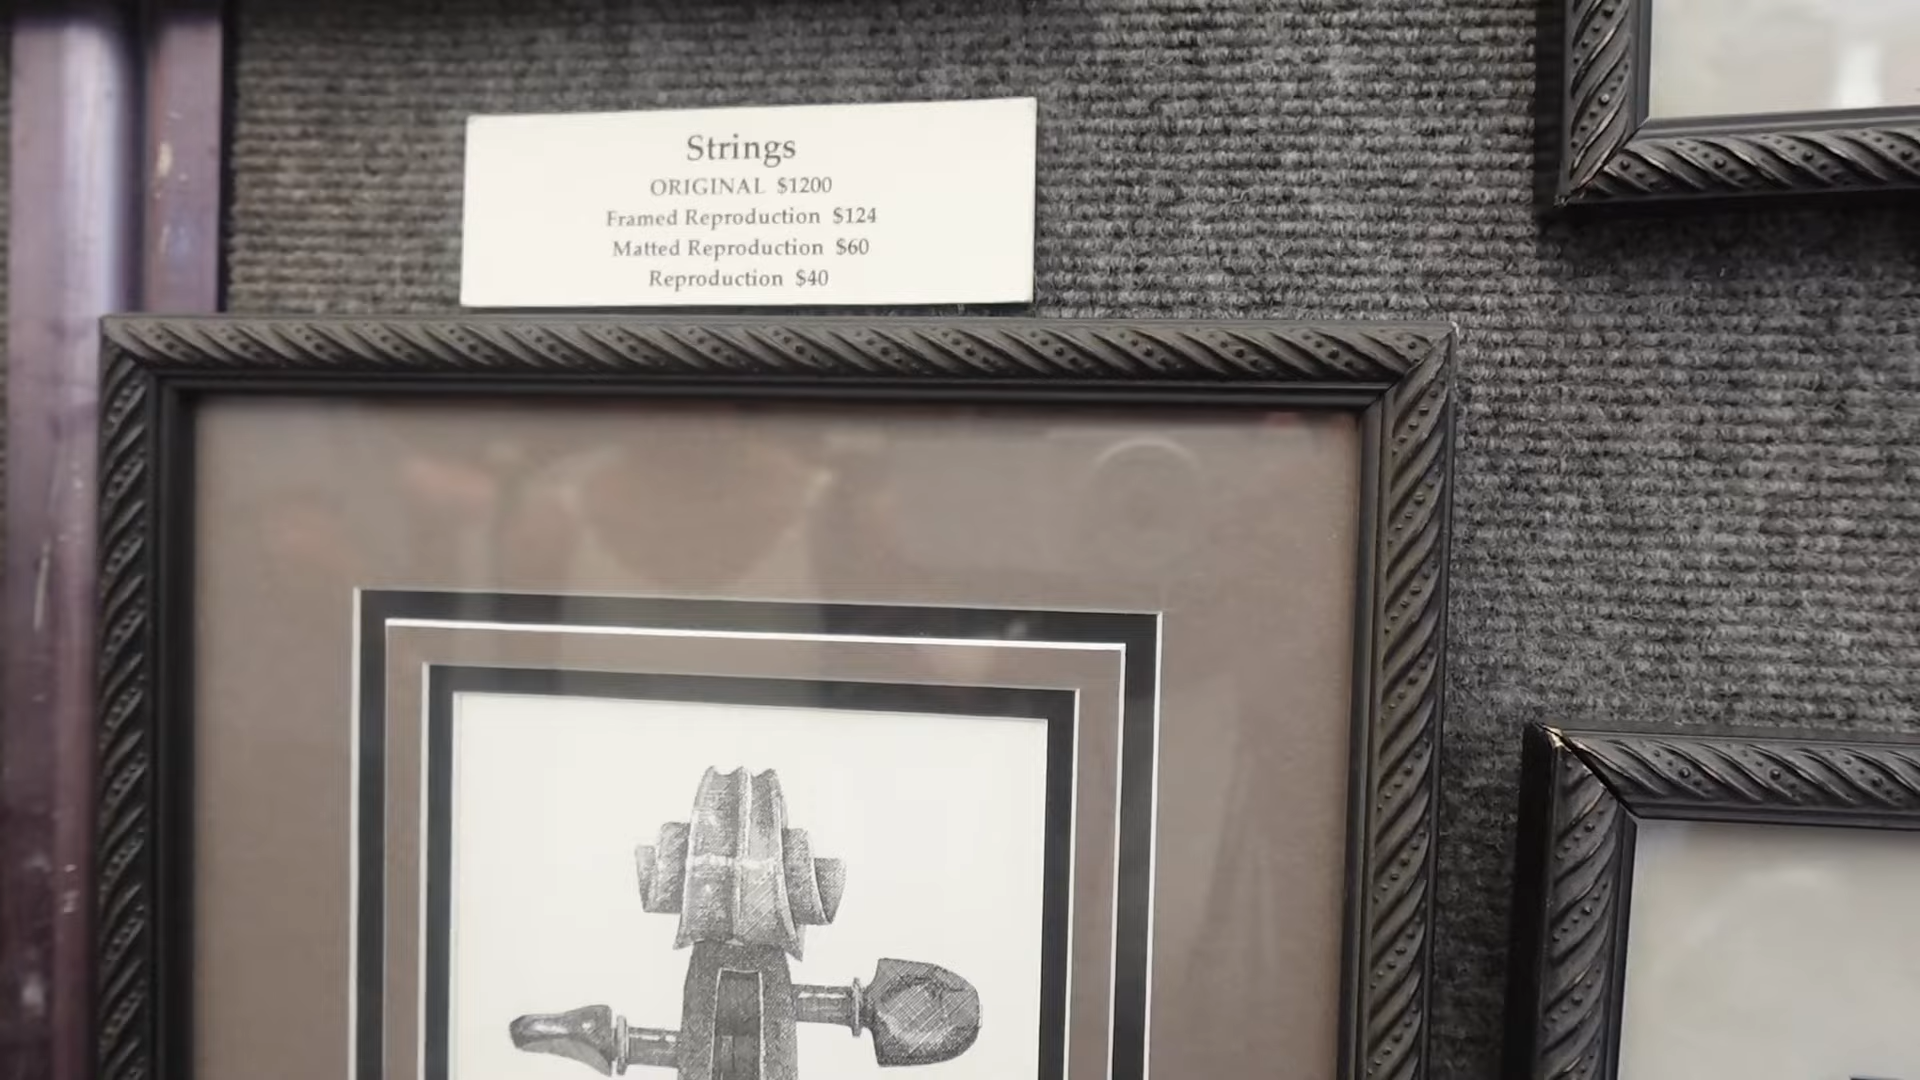 Strings
ORIGINAL $1200
Framed Reproduction $124
Matted Reproduction $60
Reproduction $40